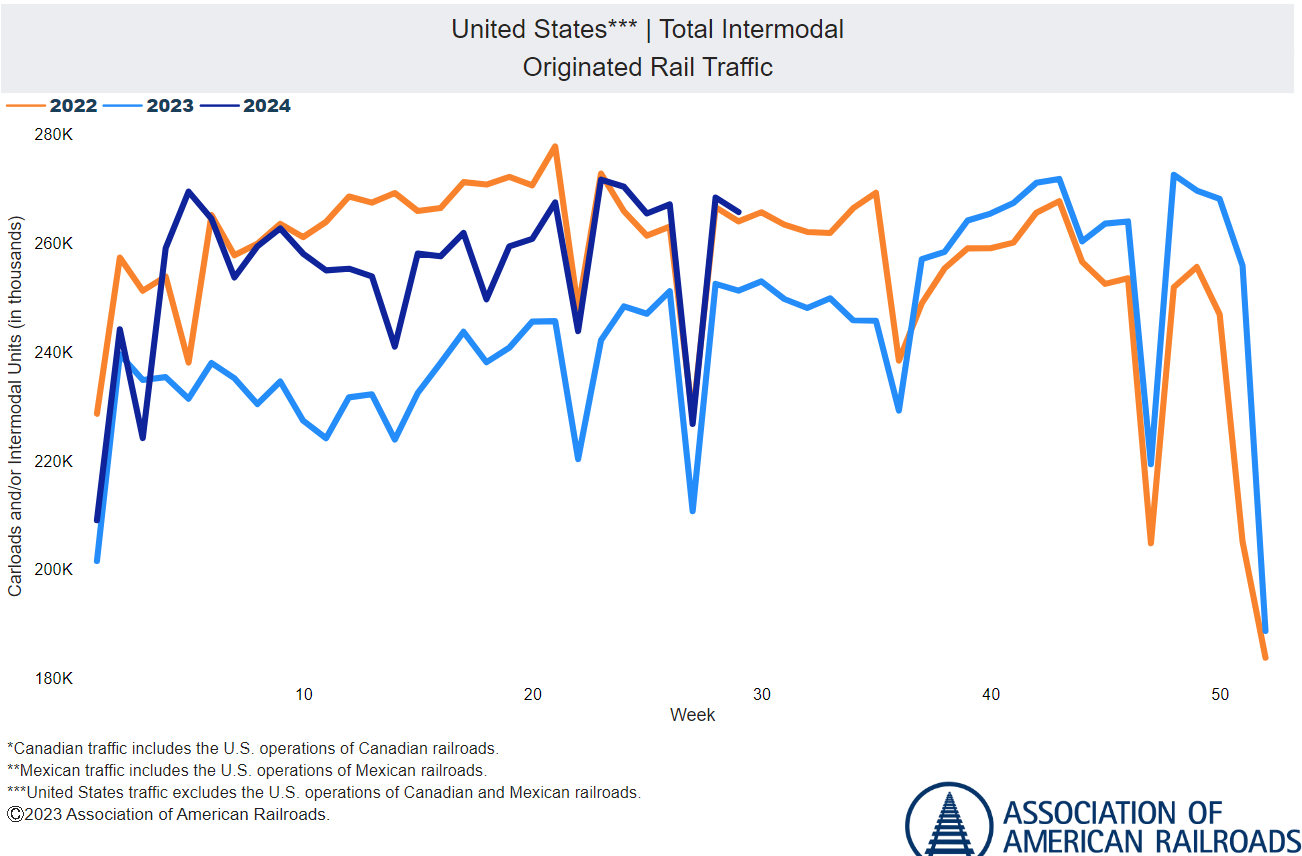 United States*** | Total Intermodal
Originated Rail Traffic
2022 2023 2024
280K
260K
240K
220K
200K
180K
Carloads and/or Intermodal Units (in thousands)
10 20 30 40 50
Week
*Canadian traffic includes the U.S. operations of Canadian railroads.
**Mexican traffic includes the U.S. operations of Mexican railroads.
***United States traffic excludes the U.S. operations of Canadian and Mexican railroads.
Ⓒ2023 Association of American Railroads.
ASSOCIATION OF
AMERICAN RAILROADS